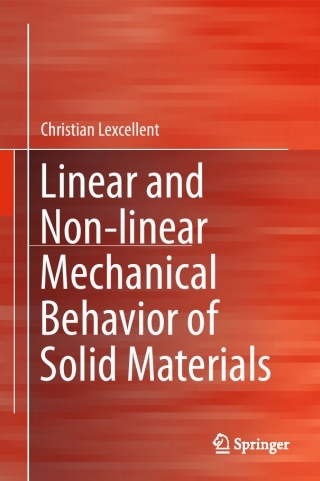 Christian Lexcellent
Linear and
Non-linear
Mechanical
Behavior of
Solid Materials
Springer